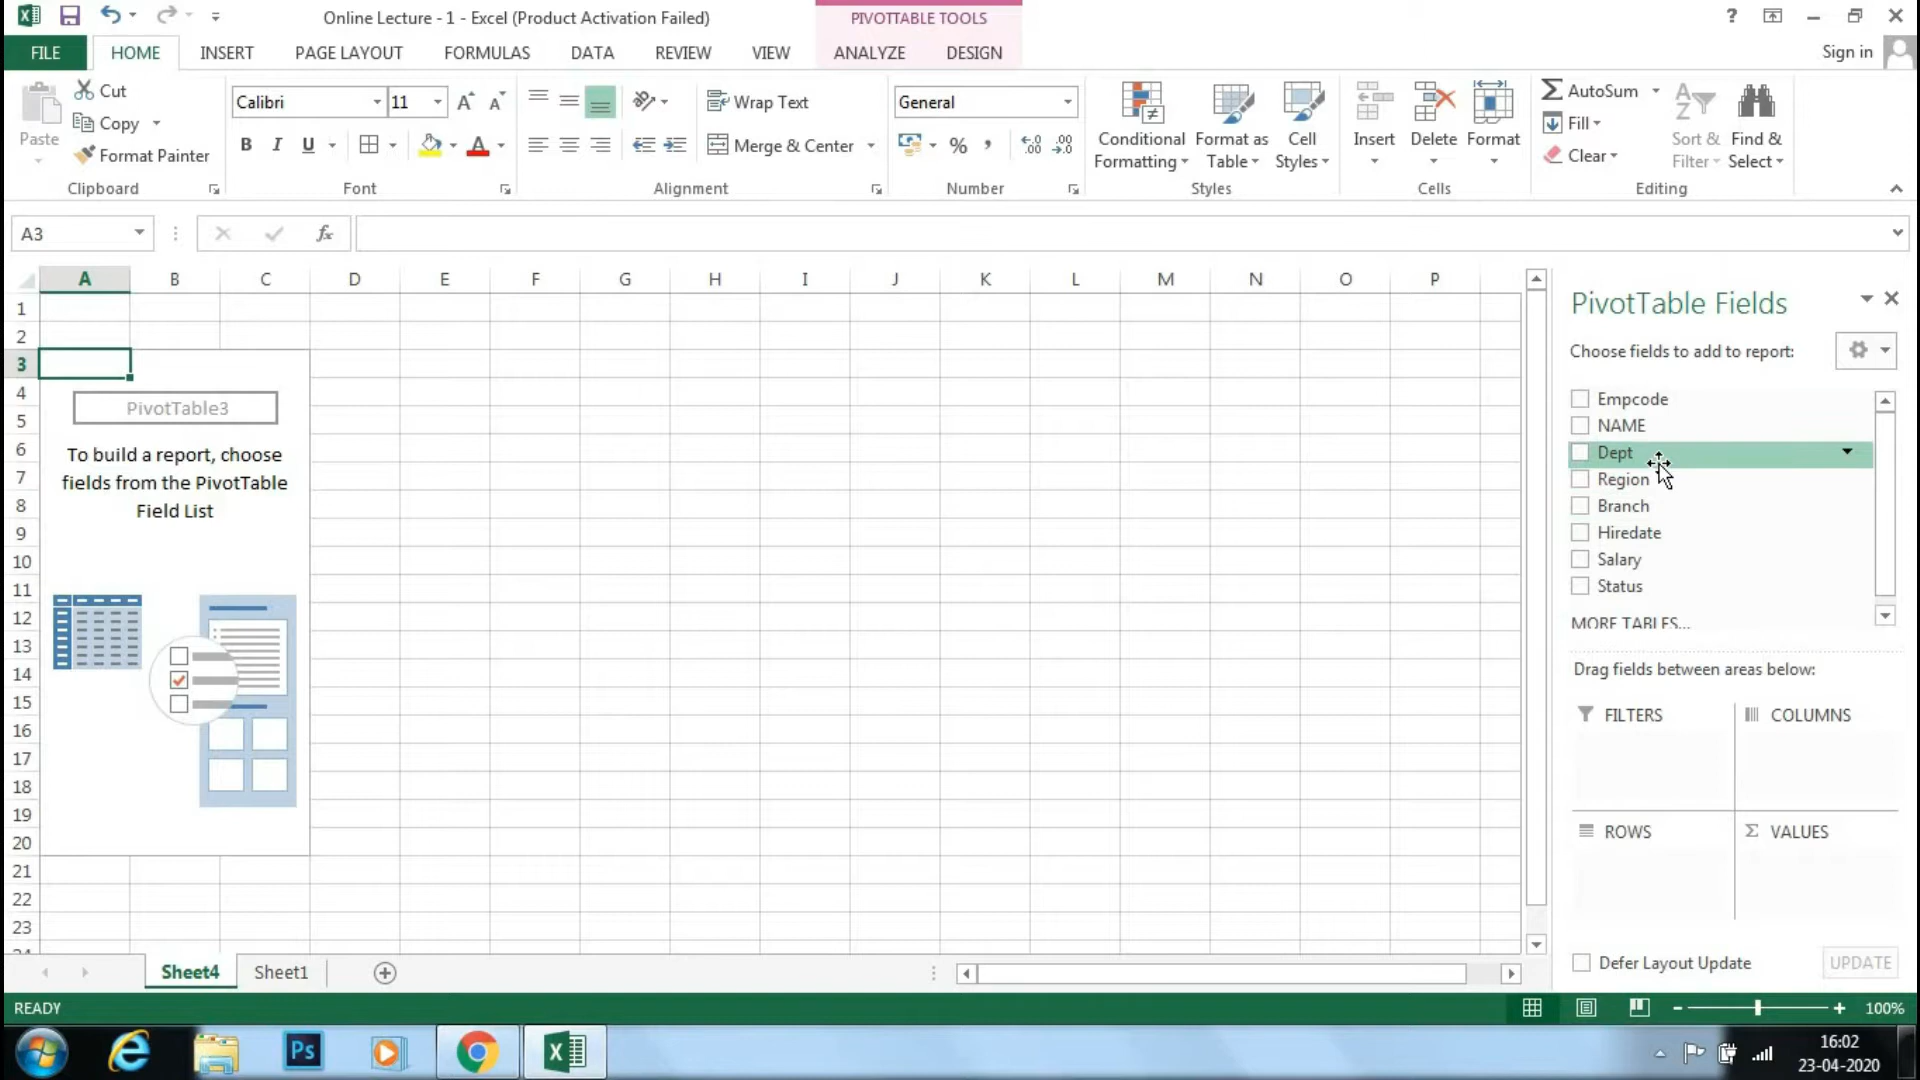 Online Lecture - 1 - Excel (Product Activation Failed)
PIVOTTABLE TOOLS
?
FILE HOME INSERT PAGE LAYOUT FORMULAS DATA REVIEW VIEW ANALYZE DESIGN
Sign in
Paste
Cut
Copy
Format Painter
Clipboard
Calibri
11
A A
B I U A
Font
Wrap Text
Merge & Center
Alignment
General
% ,
Number
Conditional Formatting
Format as Table
Cell Styles
Styles
Insert
Delete
Format
Cells
AutoSum
Fill
Clear
Sort & Filter
Find & Select
Editing
A3
fx
A B C D E F G H I J K L M N O P
1
2
3
4
5
6
7
8
9
10
11
12
13
14
15
16
17
18
19
20
21
22
23
24
PivotTable3
To build a report, choose
fields from the PivotTable
Field List
PivotTable Fields
Choose fields to add to report:
Empcode
NAME
Dept
Region
Branch
Hiredate
Salary
Status
MORE TABLES...
Drag fields between areas below:
FILTERS
COLUMNS
ROWS
Σ VALUES
Defer Layout Update
UPDATE
Sheet4 Sheet1
READY
100%
Ps
16:02
23-04-2020